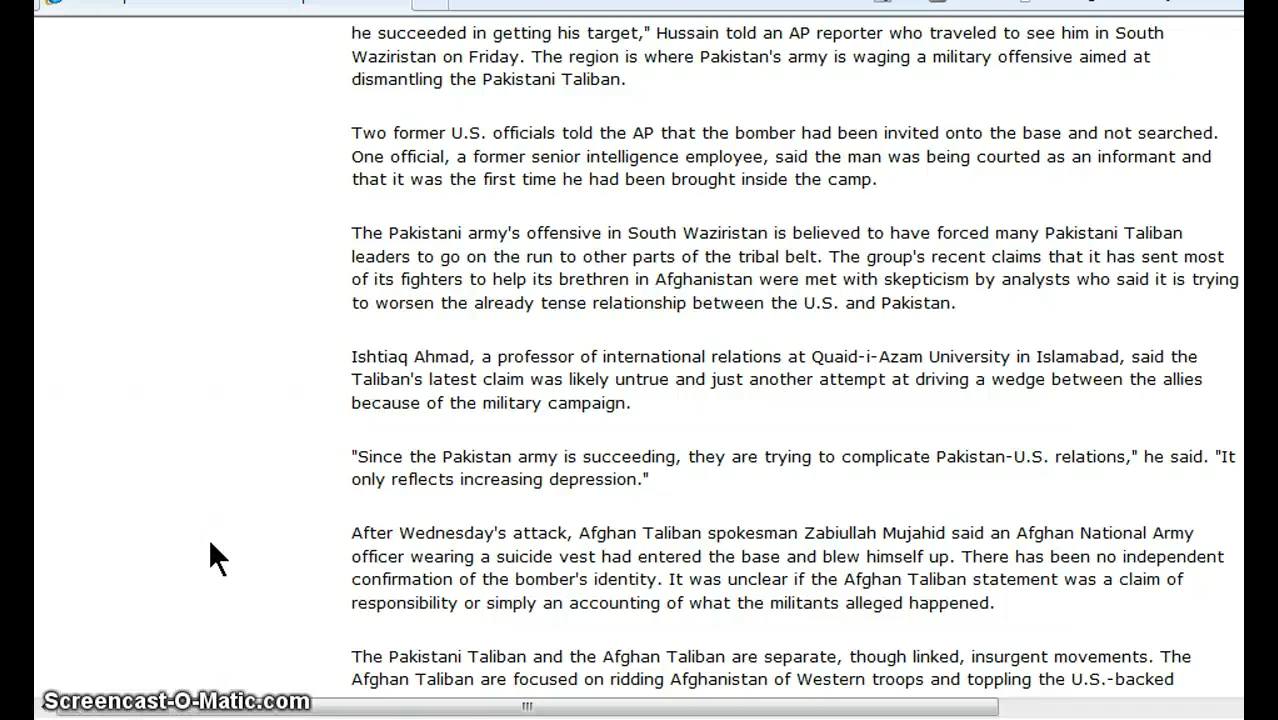 he succeeded in getting his target," Hussain told an AP reporter who traveled to see him in South
Waziristan on Friday. The region is where Pakistan's army is waging a military offensive aimed at
dismantling the Pakistani Taliban.
Two former U.S. officials told the AP that the bomber had been invited onto the base and not searched.
One official, a former senior intelligence employee, said the man was being courted as an informant and
that it was the first time he had been brought inside the camp.
The Pakistani army's offensive in South Waziristan is believed to have forced many Pakistani Taliban
leaders to go on the run to other parts of the tribal belt. The group's recent claims that it has sent most
of its fighters to help its brethren in Afghanistan were met with skepticism by analysts who said it is trying
to worsen the already tense relationship between the U.S. and Pakistan.
Ishtiaq Ahmad, a professor of international relations at Quaid-i-Azam University in Islamabad, said the
Taliban's latest claim was likely untrue and just another attempt at driving a wedge between the allies
because of the military campaign.
"Since the Pakistan army is succeeding, they are trying to complicate Pakistan-U.S. relations," he said. "It
only reflects increasing depression."
After Wednesday's attack, Afghan Taliban spokesman Zabiullah Mujahid said an Afghan National Army
officer wearing a suicide vest had entered the base and blew himself up. There has been no independent
confirmation of the bomber's identity. It was unclear if the Afghan Taliban statement was a claim of
responsibility or simply an accounting of what the militants alleged happened.
The Pakistani Taliban and the Afghan Taliban are separate, though linked, insurgent movements. The
Afghan Taliban are focused on ridding Afghanistan of Western troops and toppling the U.S.-backed
Screencast-O-Matic.com